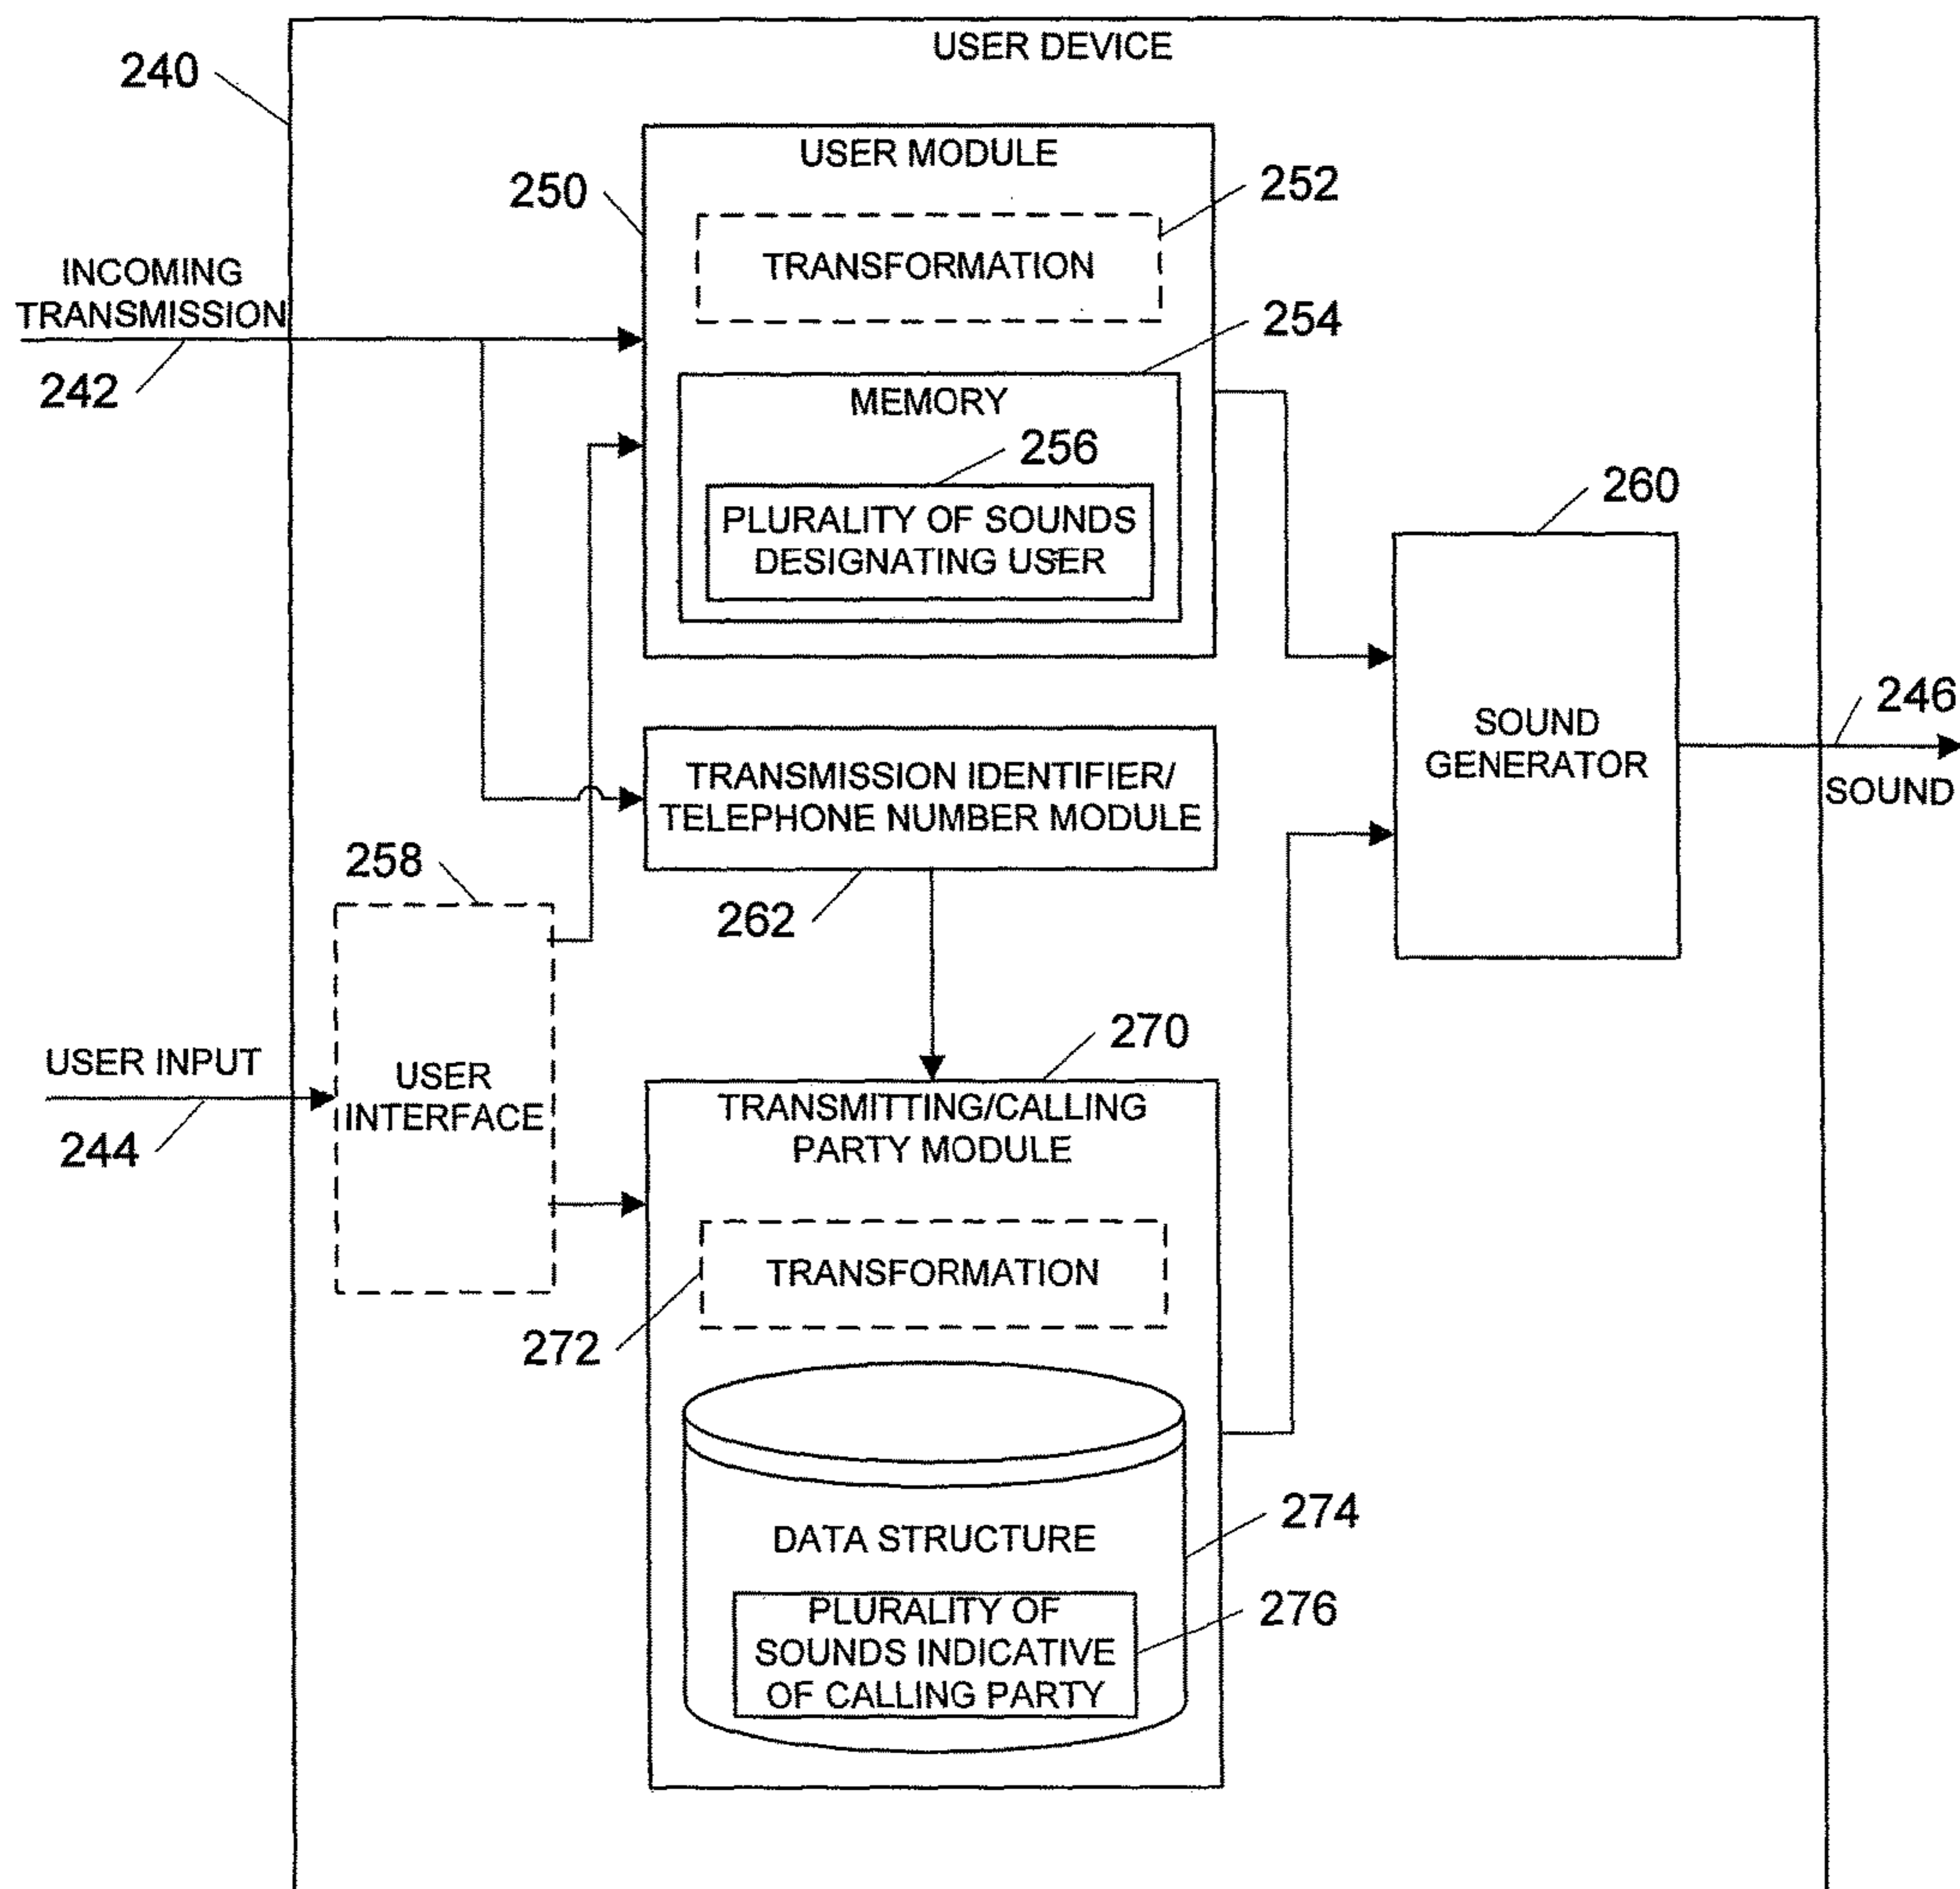 USER DEVICE
240
USER MODULE
250
252
TRANSFORMATION
INCOMING
TRANSMISSION
242
254
MEMORY
256
PLURALITY OF SOUNDS
DESIGNATING USER
260
SOUND
GENERATOR
246
SOUND
TRANSMISSION IDENTIFIER/
TELEPHONE NUMBER MODULE
262
258
USER
INTERFACE
USER INPUT
244
270
TRANSMITTING/CALLING
PARTY MODULE
TRANSFORMATION
272
DATA STRUCTURE
274
PLURALITY OF
SOUNDS INDICATIVE
OF CALLING PARTY
276